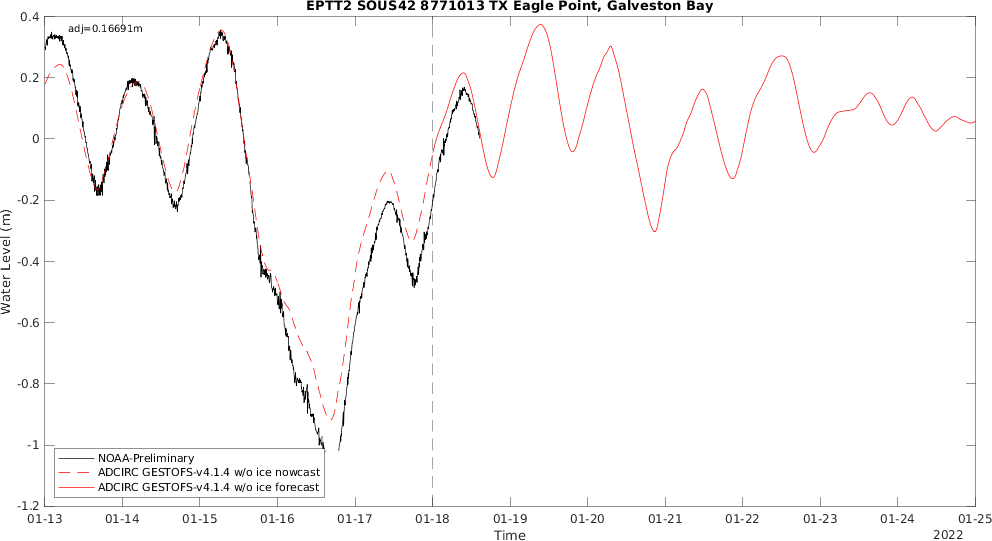 EPTT2 SOUS42 8771013 TX Eagle Point, Galveston Bay
adj=0.16691m
0.4
0.2
0
-0.2
-0.4
-0.6
-0.8
-1
-1.2
Water Level (m)
NOAA-Preliminary
ADCIRC GESTOFS-v4.1.4 w/o ice nowcast
ADCIRC GESTOFS-v4.1.4 w/o ice forecast
01-13 01-14 01-15 01-16 01-17 01-18 01-19 01-20 01-21 01-22 01-23 01-24 01-25
Time
2022